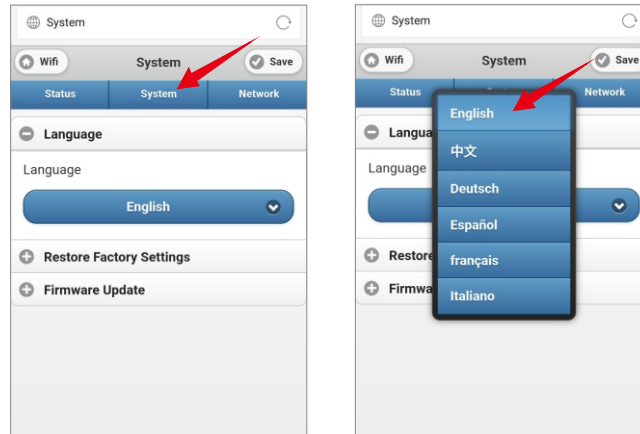 System
Wifi
System
Save
Status
System
Network
Language
Language
English
Restore Factory Settings
Firmware Update
System
Wifi
System
Save
Status
Network
Langua
Language
English
中文
Deutsch
Español
français
Italiano
Restore
Firmwa